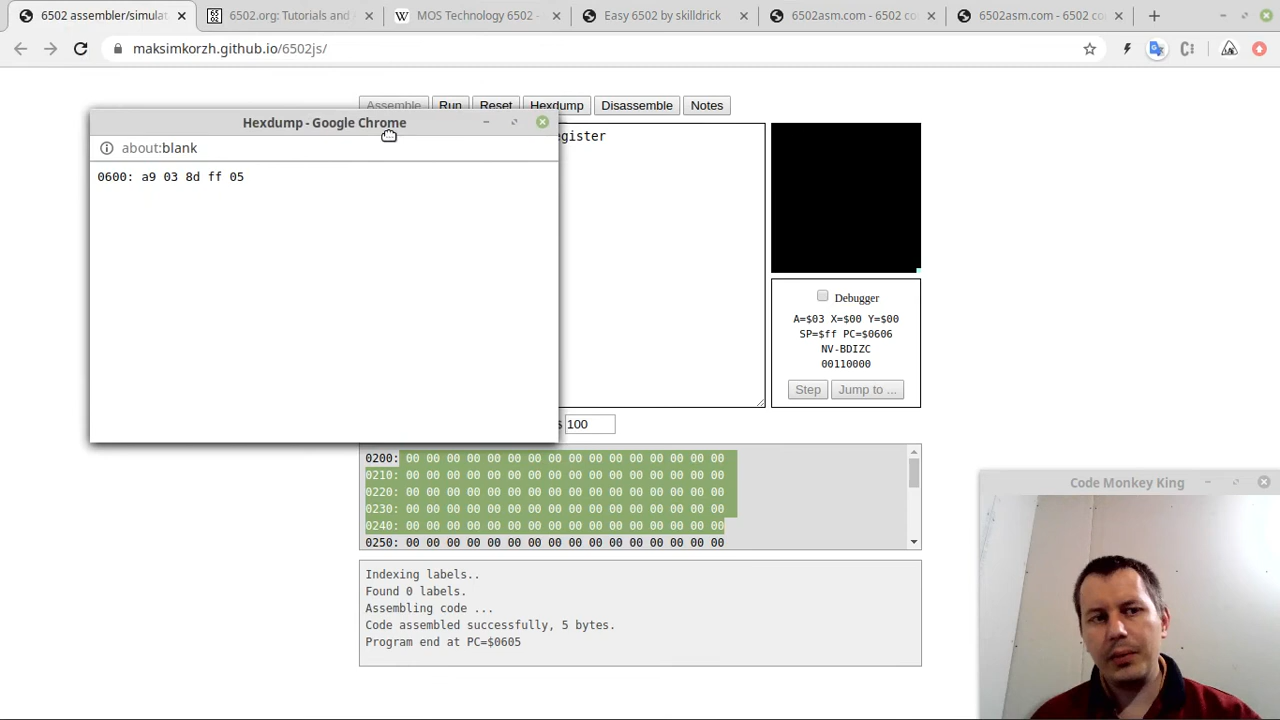 6502 assembler/simulat
6502.org: Tutorials and A
MOS Technology 6502 -
Easy 6502 by skilldrick
6502asm.com - 6502 co
6502asm.com - 6502 co
maksimkorzh.github.io/6502js/
Assemble Run Reset Hexdump Disassemble Notes
Hexdump - Google Chrome
about:blank
0600: a9 03 8d ff 05
egister
Debugger
A=$03 X=$00 Y=$00
SP=$ff PC=$0606
NV-BDIZC
00110000
Step Jump to ...
100
0200: 00 00 00 00 00 00 00 00 00 00 00 00 00 00 00 00
0210: 00 00 00 00 00 00 00 00 00 00 00 00 00 00 00 00
0220: 00 00 00 00 00 00 00 00 00 00 00 00 00 00 00 00
0230: 00 00 00 00 00 00 00 00 00 00 00 00 00 00 00 00
0240: 00 00 00 00 00 00 00 00 00 00 00 00 00 00 00 00
0250: 00 00 00 00 00 00 00 00 00 00 00 00 00 00 00 00
Code Monkey King
Indexing labels..
Found 0 labels.
Assembling code ...
Code assembled successfully, 5 bytes.
Program end at PC=$0605